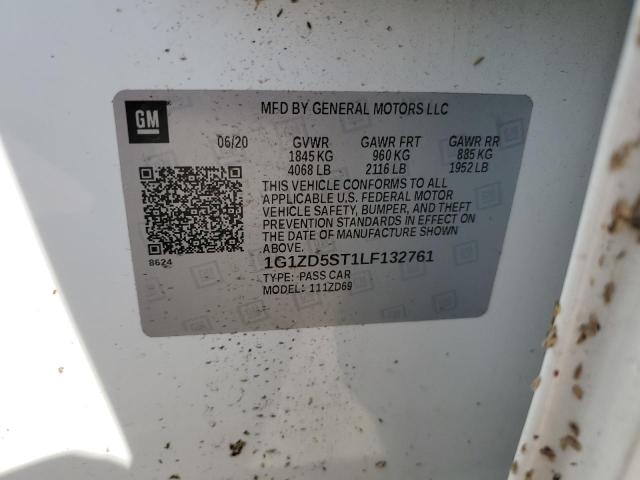 GM
MFD BY GENERAL MOTORS LLC
06/20 GVWR GAWR FRT GAWR RR
1845 KG 960 KG 885 KG
4068 LB 2116 LB 1952 LB
THIS VEHICLE CONFORMS TO ALL
APPLICABLE U.S. FEDERAL MOTOR
VEHICLE SAFETY, BUMPER, AND THEFT
PREVENTION STANDARDS IN EFFECT ON
THE DATE OF MANUFACTURE SHOWN
ABOVE.
8624
1G1ZD5ST1LF132761
TYPE: PASS CAR
MODEL: 111ZD69